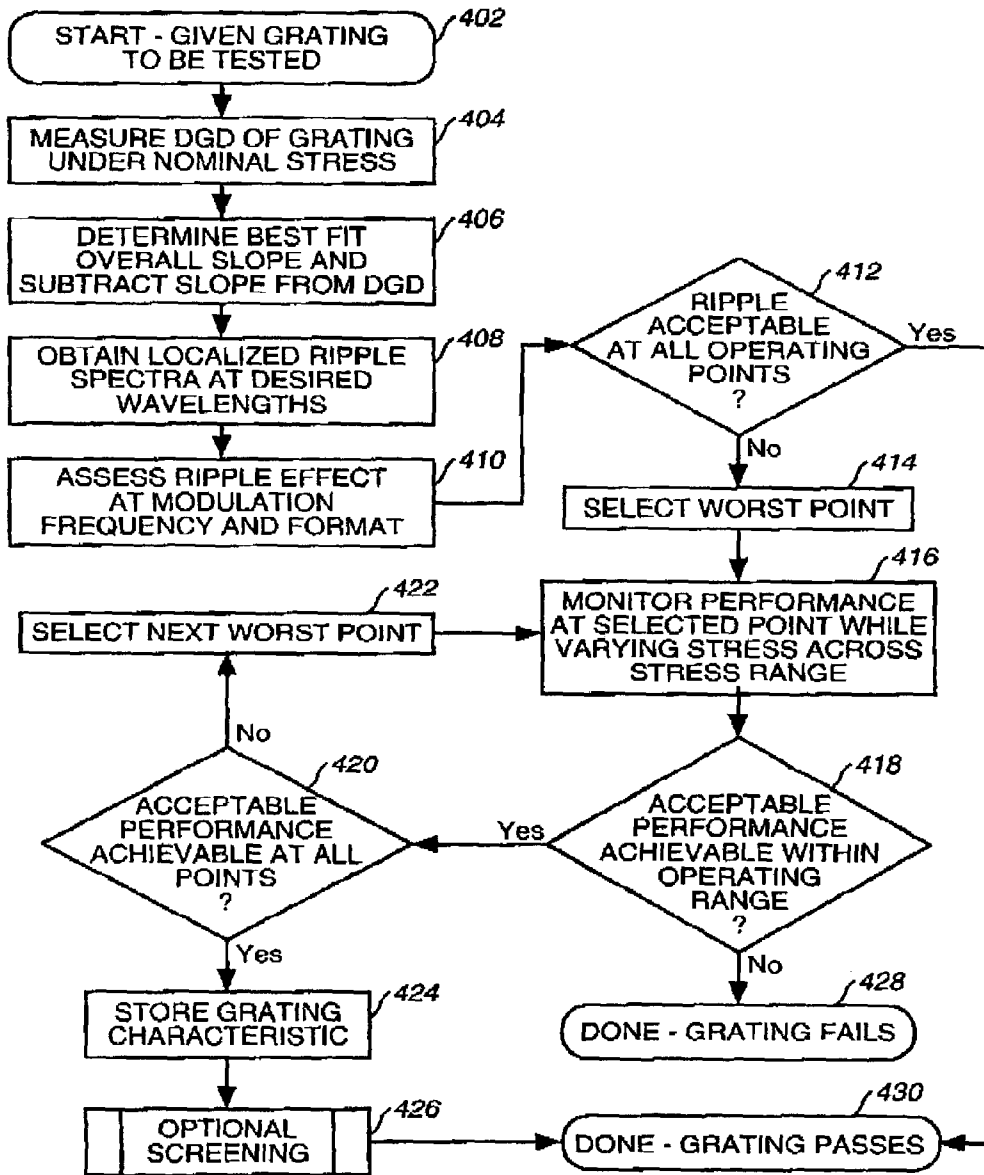 START - GIVEN GRATING
TO BE TESTED
402
MEASURE DGD OF GRATING
UNDER NOMINAL STRESS
404
DETERMINE BEST FIT
OVERALL SLOPE AND
SUBTRACT SLOPE FROM DGD
406
OBTAIN LOCALIZED RIPPLE
SPECTRA AT DESIRED
WAVELENGTHS
408
ASSESS RIPPLE EFFECT
AT MODULATION
FREQUENCY AND FORMAT
410
RIPPLE
ACCEPTABLE
AT ALL OPERATING
POINTS
?
412
Yes
No
SELECT WORST POINT
414
MONITOR PERFORMANCE
AT SELECTED POINT WHILE
VARYING STRESS ACROSS
STRESS RANGE
416
ACCEPTABLE
PERFORMANCE
ACHIEVABLE WITHIN
OPERATING
RANGE
?
418
Yes
No
ACCEPTABLE
PERFORMANCE
ACHIEVABLE AT ALL
POINTS
?
420
No
Yes
SELECT NEXT WORST POINT
422
STORE GRATING
CHARACTERISTIC
424
OPTIONAL
SCREENING
426
DONE - GRATING FAILS
428
DONE - GRATING PASSES
430